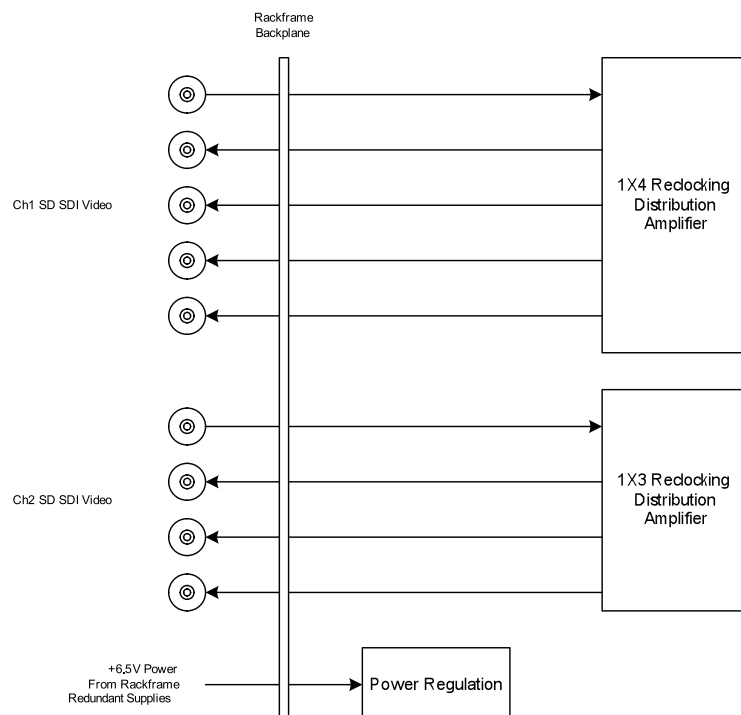 Rackframe
Backplane
Ch1 SD SDI Video
1X4 Reclocking
Distribution
Amplifier
Ch2 SD SDI Video
1X3 Reclocking
Distribution
Amplifier
+6.5V Power
From Rackframe
Redundant Supplies
Power Regulation